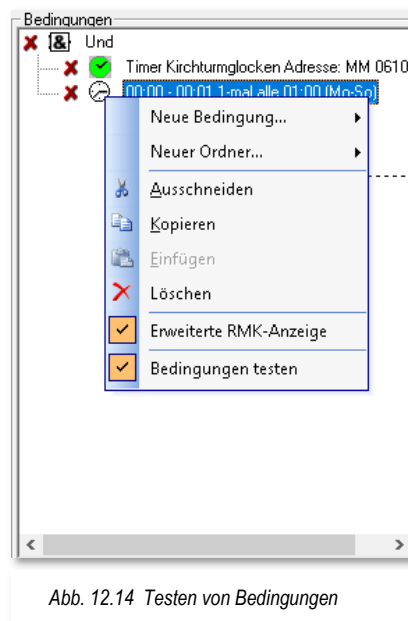 Bedingungen
& Und
Timer Kirchturmglocken Adresse: MM 0610
00:00 - 00:01 1-mal alle 01:00 (Mo-So)
Neue Bedingung...
Neuer Ordner...
Ausschneiden
Kopieren
Einfügen
Löschen
Erweiterte RMK-Anzeige
Bedingungen testen
Abb. 12.14 Testen von Bedingungen